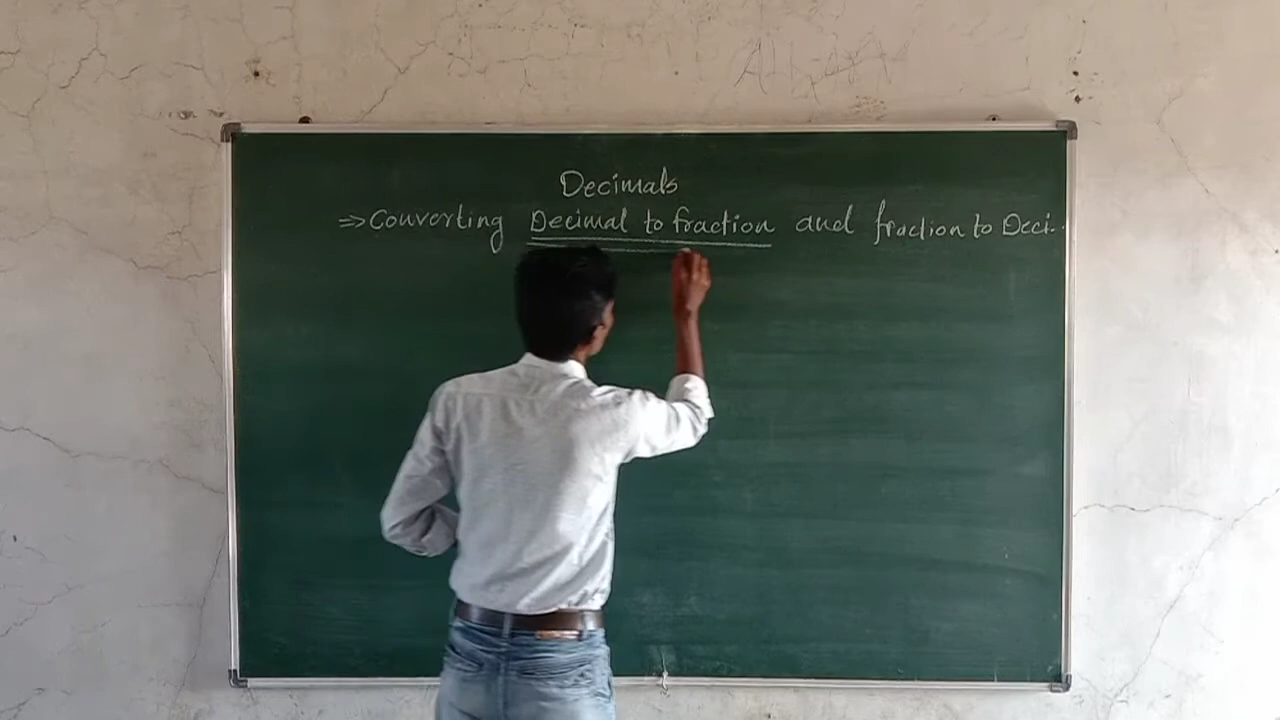 Decimals
⇒ Converting Decimal to fraction and fraction to Deci.